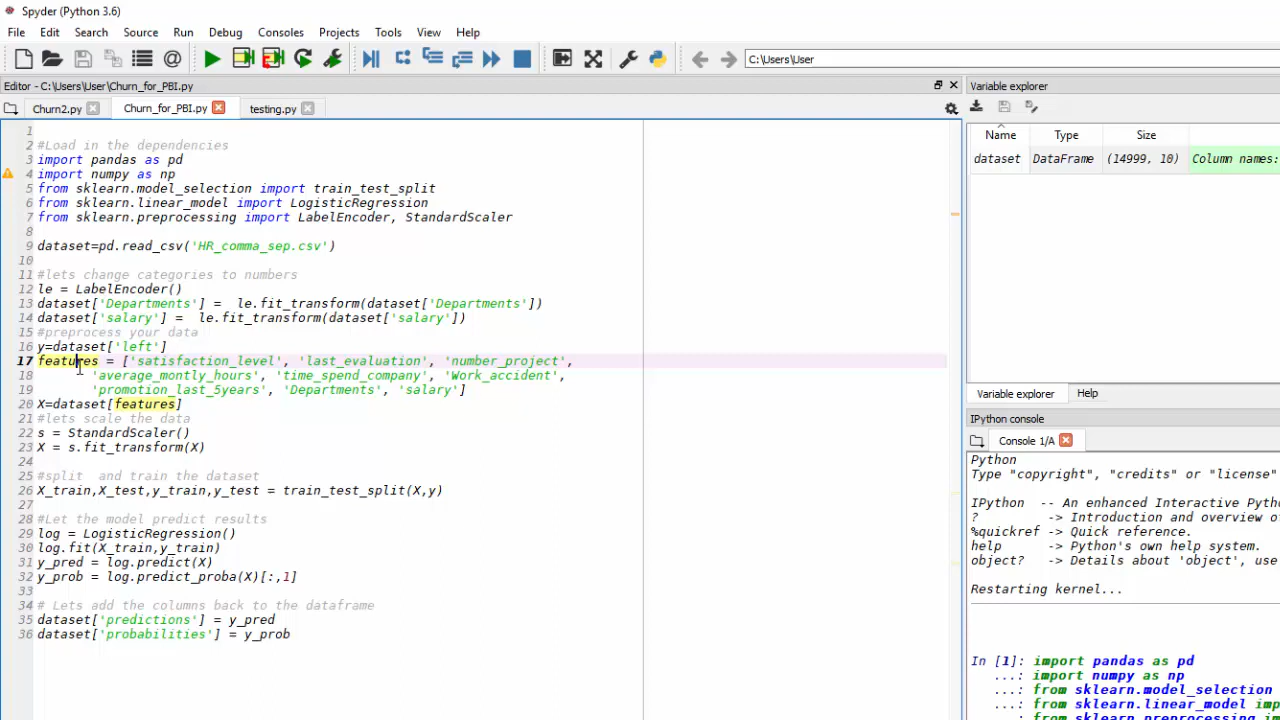 Spyder (Python 3.6)
File Edit Search Source Run Debug Consoles Projects Tools View Help
C:\Users\User
Editor - C:\Users\User\Churn_for_PBI.py
Churn2.py Churn_for_PBI.py testing.py
1
2 #Load in the dependencies
3 import pandas as pd
4 import numpy as np
5 from sklearn.model_selection import train_test_split
6 from sklearn.linear_model import LogisticRegression
7 from sklearn.preprocessing import LabelEncoder, StandardScaler
8
9 dataset=pd.read_csv('HR_comma_sep.csv')
10
11 #lets change categories to numbers
12 le = LabelEncoder()
13 dataset['Departments'] =  le.fit_transform(dataset['Departments'])
14 dataset['salary'] =  le.fit_transform(dataset['salary'])
15 #preprocess your data
16 y=dataset['left']
17 features = ['satisfaction_level', 'last_evaluation', 'number_project',
18 'average_montly_hours', 'time_spend_company', 'Work_accident',
19 'promotion_last_5years', 'Departments', 'salary']
20 X=dataset[features]
21 #lets scale the data
22 s = StandardScaler()
23 X = s.fit_transform(X)
24
25 #split  and train the dataset
26 X_train,X_test,y_train,y_test = train_test_split(X,y)
27
28 #Let the model predict results
29 log = LogisticRegression()
30 log.fit(X_train,y_train)
31 y_pred = log.predict(X)
32 y_prob = log.predict_proba(X)[:,1]
33
34 # Lets add the columns back to the dataframe
35 dataset['predictions'] = y_pred
36 dataset['probabilities'] = y_prob
Variable explorer
Name Type Size
dataset DataFrame (14999, 10) Column names:
Variable explorer Help
IPython console
Console 1/A
Python
Type "copyright", "credits" or "license"
IPython -- An enhanced Interactive Pyth
? -> Introduction and overview o
%quickref -> Quick reference.
help -> Python's own help system.
object? -> Details about 'object', use
Restarting kernel...
In [1]: import pandas as pd
...: import numpy as np
...: from sklearn.model_selection
...: from sklearn.linear_model imp
...: from sklearn.preprocessing i